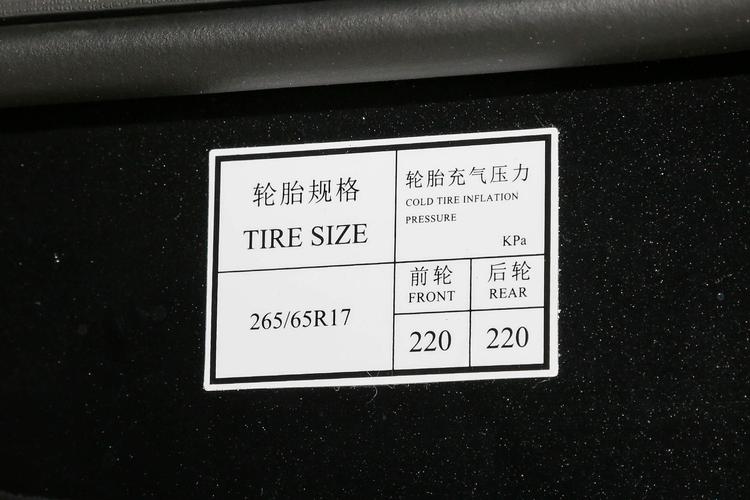 轮胎规格
TIRE SIZE
轮胎充气压力
COLD TIRE INFLATION
PRESSURE
KPa
265/65R17
前轮
FRONT
后轮
REAR
220
220